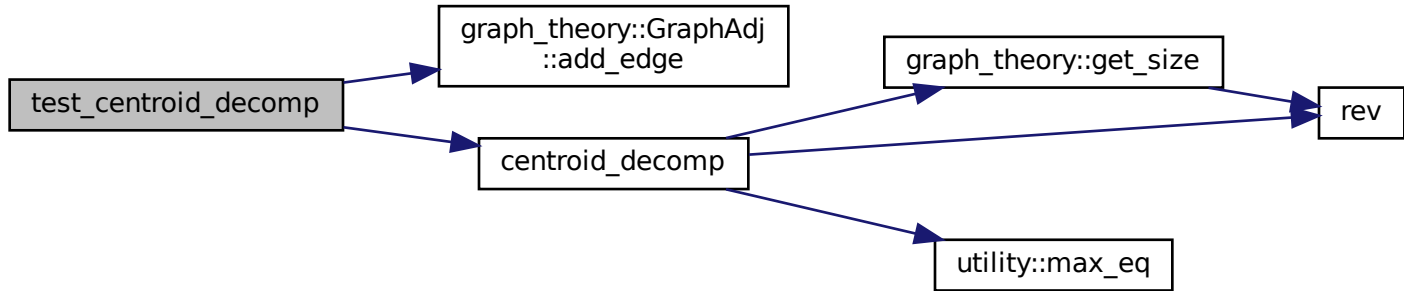 test_centroid_decomp
graph_theory::GraphAdj
::add_edge
centroid_decomp
graph_theory::get_size
rev
utility::max_eq